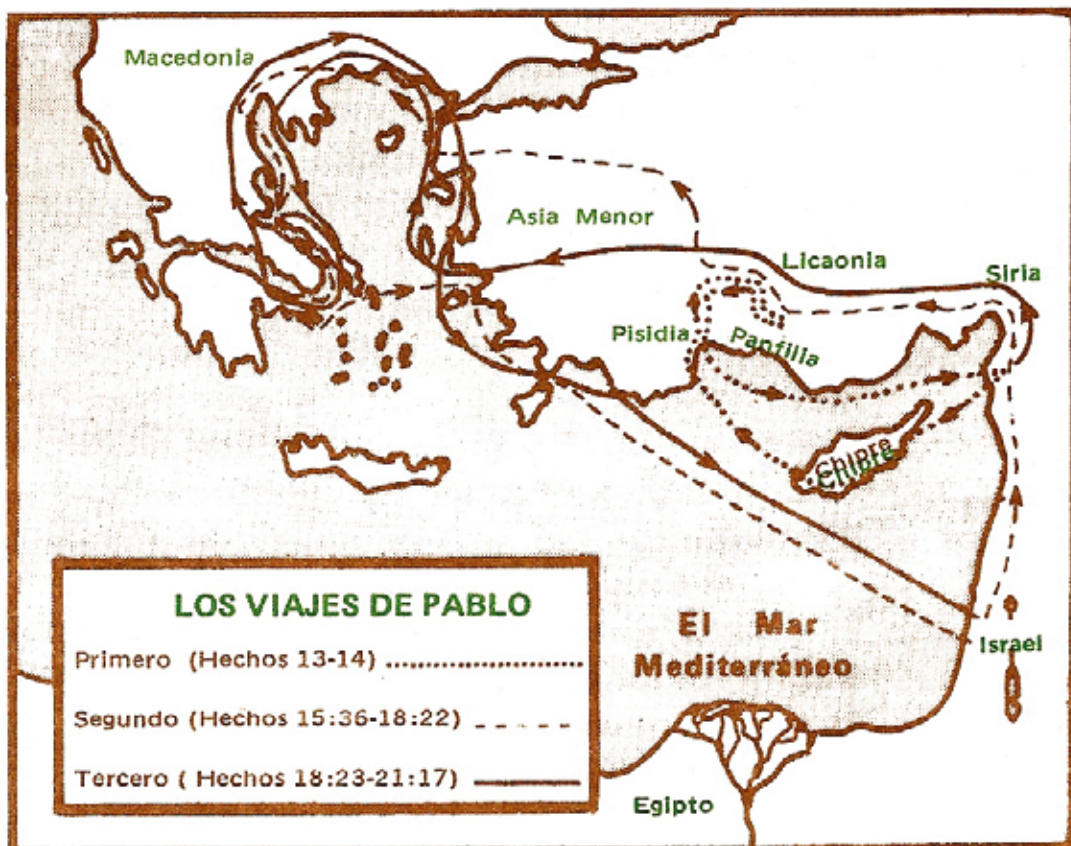 Macedonia
Asia Menor
Licaonia
Siria
Pisidia
Panfilia
Chipre
Chipre
LOS VIAJES DE PABLO
Primero (Hechos 13-14) ....................
Segundo (Hechos 15:36-18:22) _ _ _ _ _
Tercero ( Hechos 18:23-21:17)
El Mar
Mediterráneo
Israel
Egipto